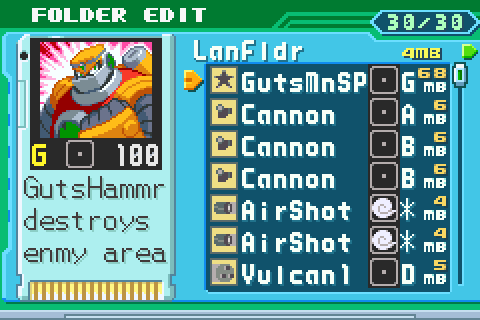 FOLDER EDIT
30/30
LanFldr
4MB
GutsMnSP G 68 MB
Cannon A 6 MB
Cannon B 6 MB
Cannon B 6 MB
AirShot * 4 MB
AirShot * 4 MB
Vulcan1 D 5 MB
G 100
GutsHammr
destroys
enmy area